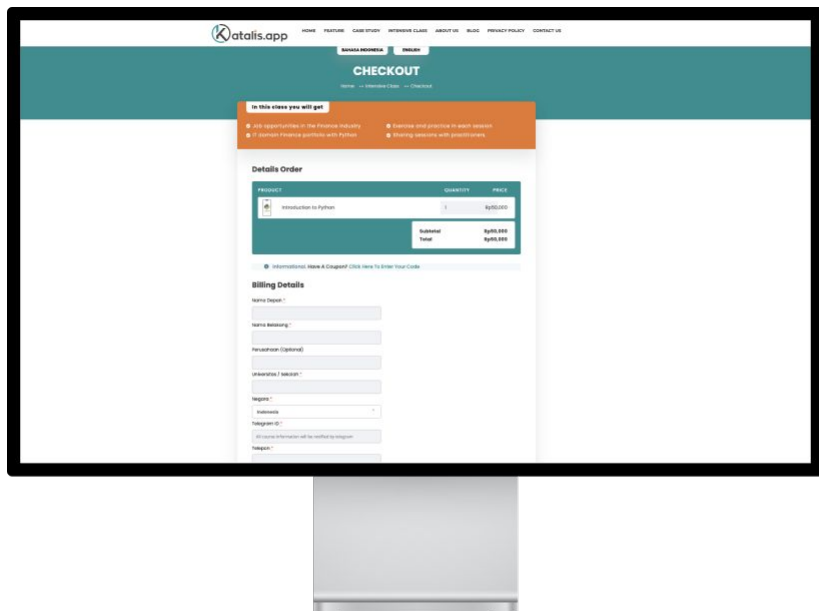 Katalis.app
HOME FEATURE CASE STUDY INTENSIVE CLASS ABOUT US BLOG PRIVACY POLICY CONTACT US
BAHASA INDONESIA ENGLISH
CHECKOUT
Home — Intensive Class — Checkout
In this class you will get
Job opportunities in the Finance Industry Exercise and practice in each session
IT domain Finance portfolio with Python Sharing sessions with practitioners
Details Order
PRODUCT QUANTITY PRICE
Introduction to Python 1
Subtotal
Total
Informational. Have A Coupon? Click Here To Enter Your Code
Billing Details
Nama Depan *
Nama Belakang *
Perusahaan (Optional)
Universitas / Sekolah *
Negara *
Indonesia
Telegram ID *
All course information will be notified by telegram
Telepon *